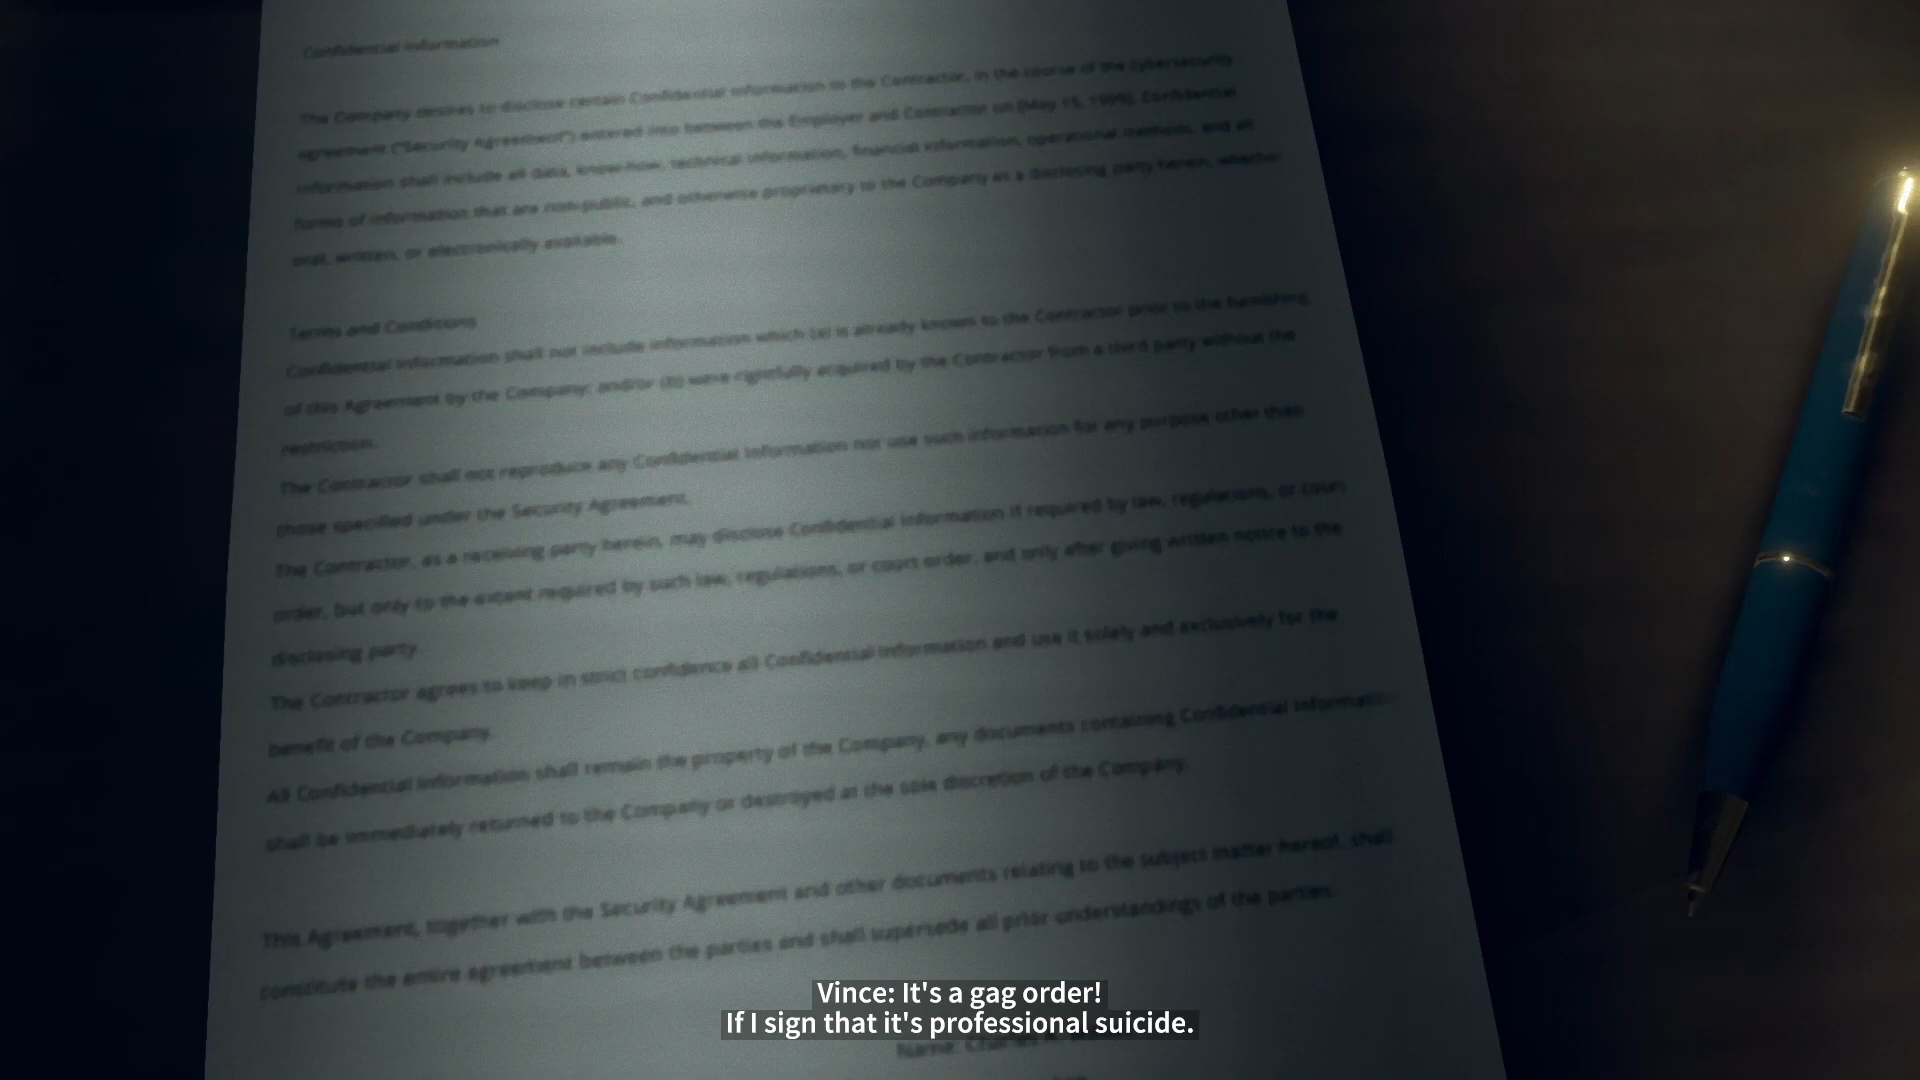 Confidential Information
The Company desires to disclose certain Confidential Information to the Contractor, in the course of the cybersecurity
agreement ("Security Agreement") entered into between the Employer and Contractor on (May 15, 1999). Confidential
Information shall include all data, know-how, technical information, financial information, operational methods, and all
forms of information that are non-public, and otherwise proprietary to the Company as a disclosing party herein, whether
oral, written, or electronically available.
Terms and Conditions
Confidential Information shall not include information which (a) is already known to the Contractor prior to the furnishing
of this Agreement by the Company; and/or (b) were rightfully acquired by the Contractor from a third party without the
restriction.
The Contractor shall not reproduce any Confidential Information nor use such information for any purpose other than
those specified under the Security Agreement.
The Contractor, as a receiving party herein, may disclose Confidential Information if required by law, regulations, or court
order, but only to the extent required by such law, regulations, or court order, and only after giving written notice to the
disclosing party.
The Contractor agrees to keep in strict confidence all Confidential Information and use it solely and exclusively for the
benefit of the Company.
All Confidential Information shall remain the property of the Company, any documents containing Confidential Information
shall be immediately returned to the Company or destroyed at the sole discretion of the Company.
This Agreement, together with the Security Agreement and other documents relating to the subject matter hereof, shall
constitute the entire agreement between the parties and shall supersede all prior understandings of the parties.
Vince: It's a gag order!
If I sign that it's professional suicide.
Name: